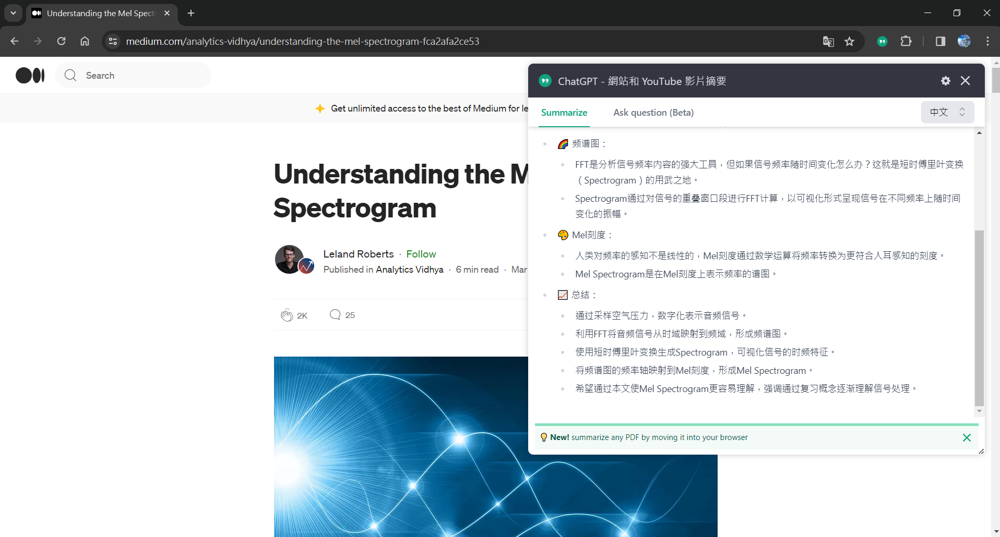 Understanding the Mel Spect
medium.com/analytics-vidhya/understanding-the-mel-spectrogram-fca2afa2ce53
Search
Get unlimited access to the best of Medium for le
Understanding the M
Spectrogram
Leland Roberts · Follow
Published in Analytics Vidhya · 6 min read · Mar
2K
25
ChatGPT - 網站和 YouTube 影片摘要
Summarize
Ask question (Beta)
中文
频谱图：
FFT是分析信号频率内容的强大工具，但如果信号频率随时间变化怎么办？这就是短时傅里叶变换
（Spectrogram）的用武之地。
Spectrogram通过对信号的重叠窗口段进行FFT计算，以可视化形式呈现信号在不同频率上随时间
变化的振幅。
Mel刻度：
人类对频率的感知不是线性的，Mel刻度通过数学运算将频率转换为更符合人耳感知的刻度。
Mel Spectrogram是在Mel刻度上表示频率的谱图。
总结：
通过采样空气压力，数字化表示音频信号。
利用FFT将音频信号从时域映射到频域，形成频谱图。
使用短时傅里叶变换生成Spectrogram，可视化信号的时频特征。
将频谱图的频率轴映射到Mel刻度，形成Mel Spectrogram。
希望通过本文使Mel Spectrogram更容易理解，强调通过复习概念逐渐理解信号处理。
New! summarize any PDF by moving it into your browser